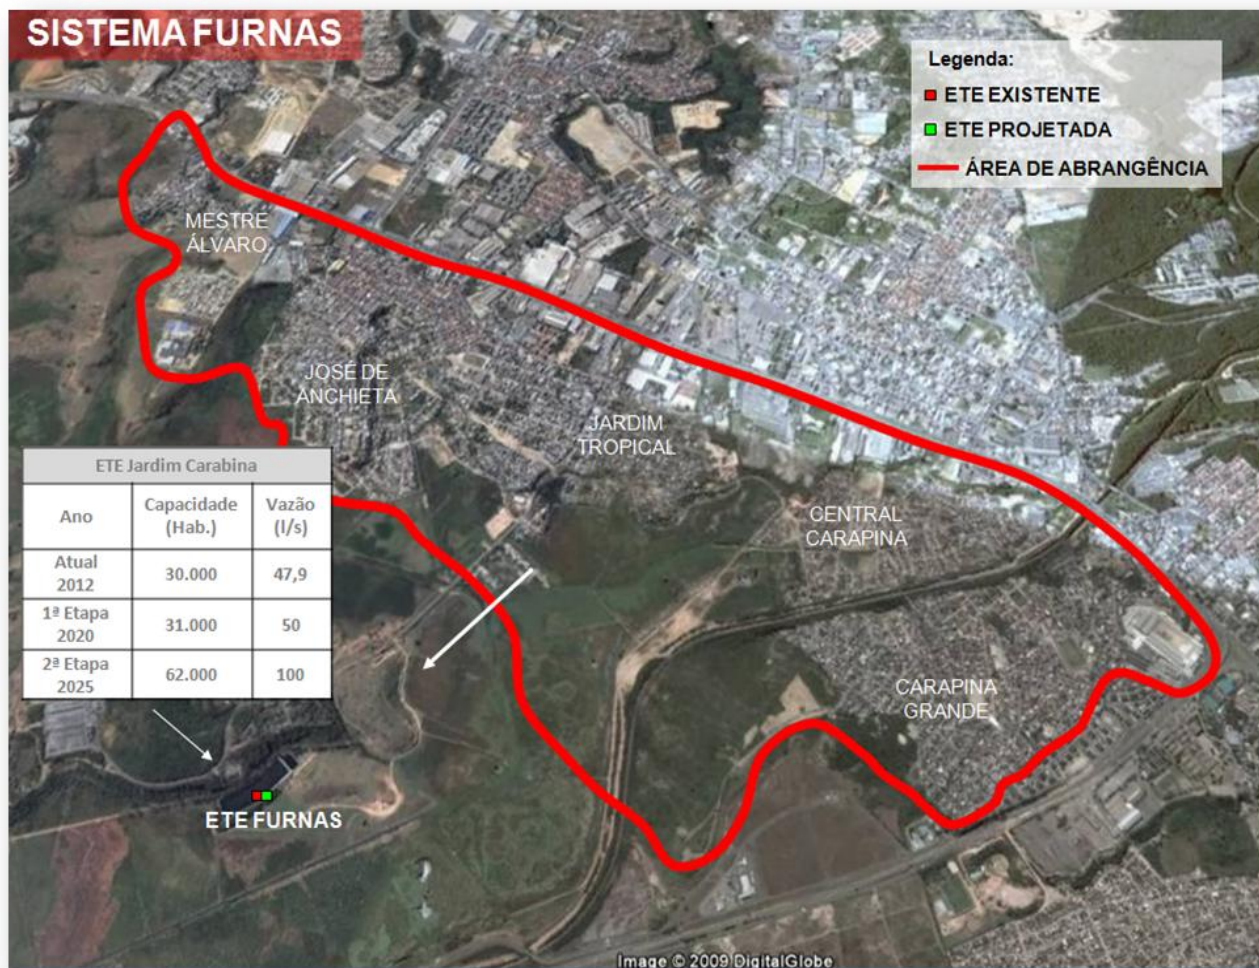 SISTEMA FURNAS
Legenda:
ETE EXISTENTE
ETE PROJETADA
ÁREA DE ABRANGÊNCIA
MESTRE
ÁLVARO
JOSÉ DE
ANCHIETA
JARDIM
TROPICAL
CENTRAL
CARAPINA
CARAPINA
GRANDE
ETE Jardim Carabina
Ano Capacidade (Hab.) Vazão (l/s)
Atual 2012 30.000 47,9
1ª Etapa 2020 31.000 50
2ª Etapa 2025 62.000 100
ETE FURNAS
Image © 2009 DigitalGlobe